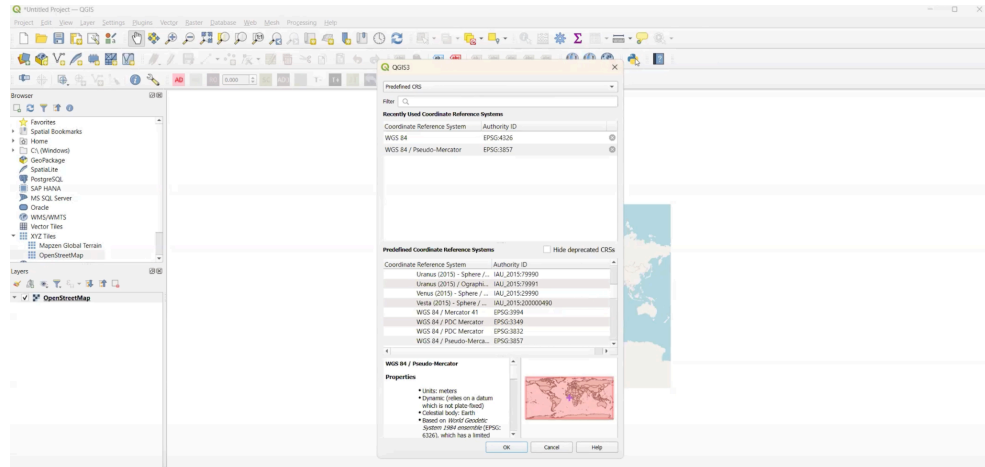 *Untitled Project — QGIS
Project Edit View Layer Settings Plugins Vector Raster Database Web Mesh Processing Help
0.000
Browser
Favorites
Spatial Bookmarks
Home
C:\ (Windows)
GeoPackage
SpatiaLite
PostgreSQL
SAP HANA
MS SQL Server
Oracle
WMS/WMTS
Vector Tiles
XYZ Tiles
Mapzen Global Terrain
OpenStreetMap
Layers
OpenStreetMap
QGIS3
Predefined CRS
Filter
Recently Used Coordinate Reference Systems
Coordinate Reference System Authority ID
WGS 84 EPSG:4326
WGS 84 / Pseudo-Mercator EPSG:3857
Predefined Coordinate Reference Systems Hide deprecated CRSs
Coordinate Reference System Authority ID
Uranus (2015) - Sphere /... IAU_2015:79990
Uranus (2015) / Ographi... IAU_2015:79991
Venus (2015) - Sphere /... IAU_2015:29990
Vesta (2015) - Sphere /... IAU_2015:200000490
WGS 84 / Mercator 41 EPSG:3994
WGS 84 / PDC Mercator EPSG:3349
WGS 84 / PDC Mercator EPSG:3832
WGS 84 / Pseudo-Merca... EPSG:3857
WGS 84 / Pseudo-Mercator
Properties
• Units: meters
• Dynamic (relies on a datum
which is not plate-fixed)
• Celestial body: Earth
• Based on World Geodetic
System 1984 ensemble (EPSG:
6326), which has a limited
OK Cancel Help